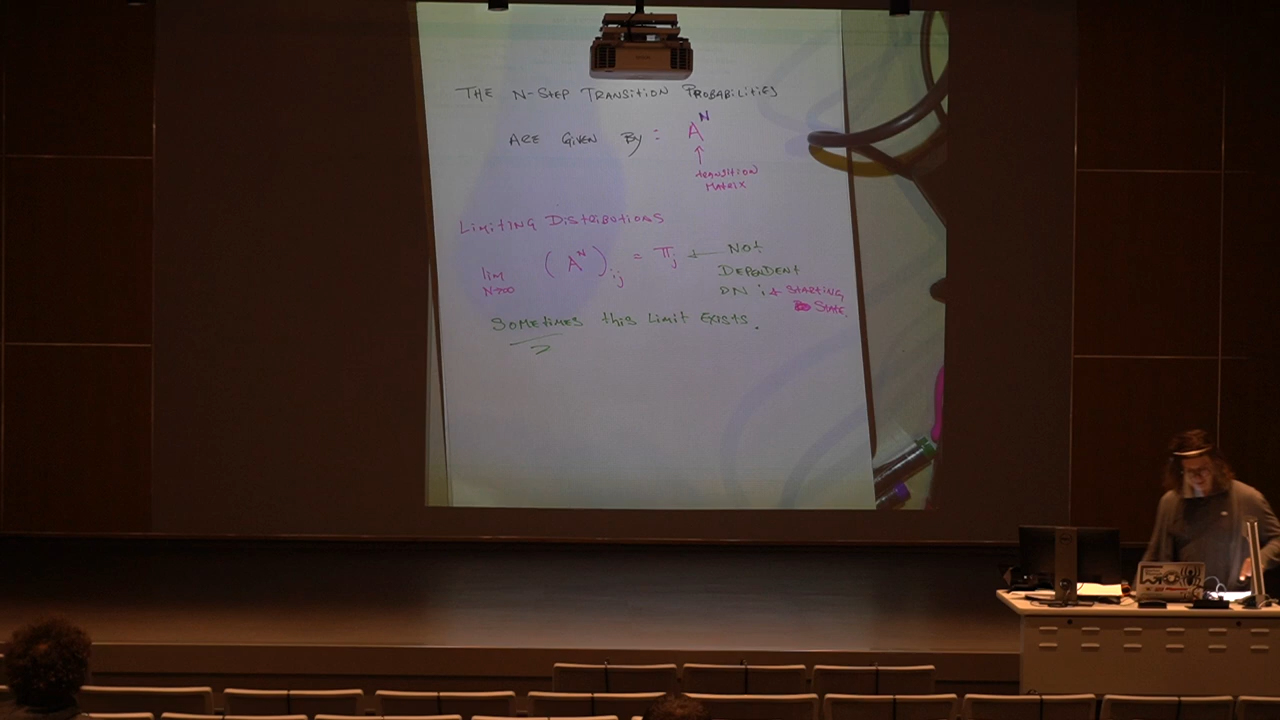 THE N-STEP TRANSITION PROBABILITIES
ARE GIVEN BY : A^N
↑
transition
Matrix
LIMITING DISTRIBUTIONS
lim N→∞ (A^N)_ij = π_j ← Not
DEPENDENT
ON i ← STARTING
STATE.
SOMETIMES this LIMIT EXISTS.